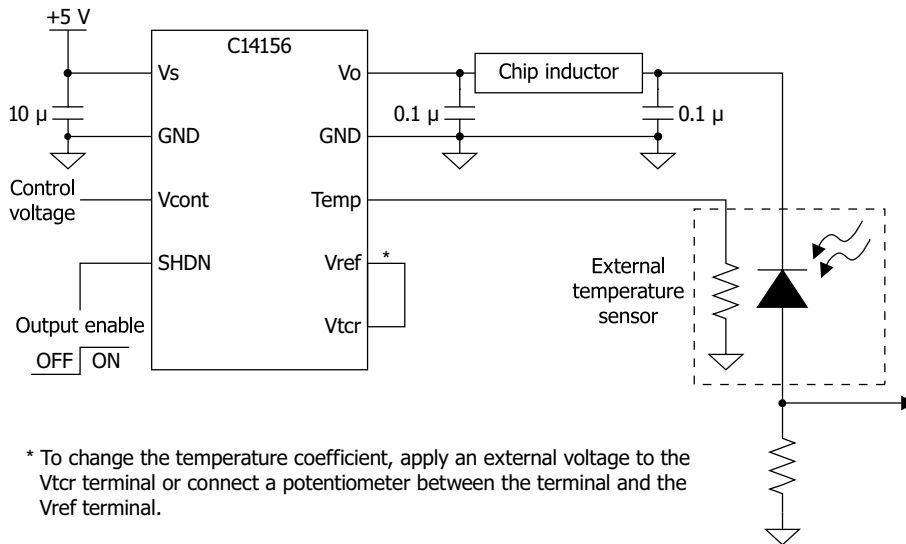 +5 V
C14156
Vs
Vo
Chip inductor
10 µ
0.1 µ
0.1 µ
GND
GND
Control
voltage
Vcont
Temp
SHDN
Vref
*
External
temperature
sensor
Output enable
Vtcr
OFF
ON
* To change the temperature coefficient, apply an external voltage to the
Vtcr terminal or connect a potentiometer between the terminal and the
Vref terminal.